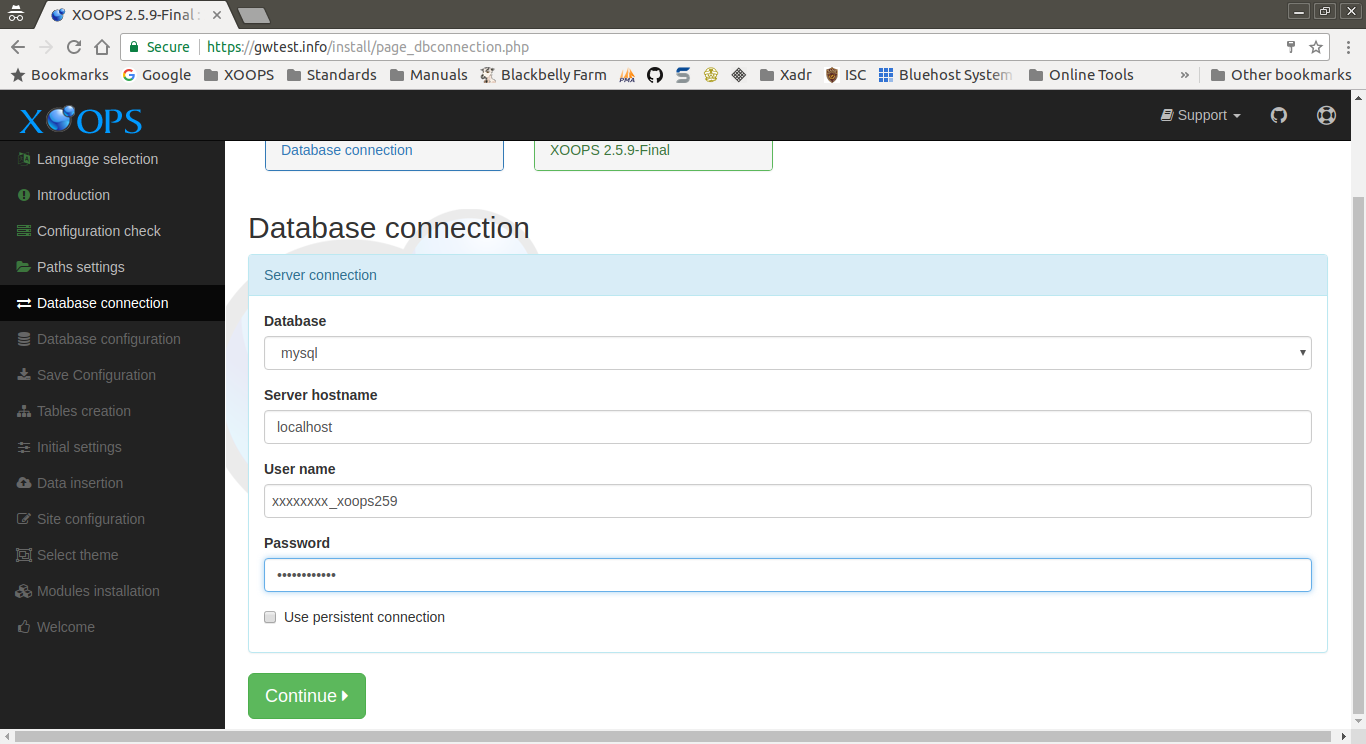 XOOPS 2.5.9-Final :
Secure https://gwtest.info/install/page_dbconnection.php
Bookmarks Google XOOPS Standards Manuals Blackbelly Farm PMA Xadr ISC Bluehost System Online Tools » Other bookmarks
XOOPS Support
Language selection
Introduction
Configuration check
Paths settings
Database connection
Database configuration
Save Configuration
Tables creation
Initial settings
Data insertion
Site configuration
Select theme
Modules installation
Welcome
Database connection XOOPS 2.5.9-Final
Database connection
Server connection
Database
mysql
Server hostname
localhost
User name
xxxxxxxx_xoops259
Password
••••••••••••
Use persistent connection
Continue